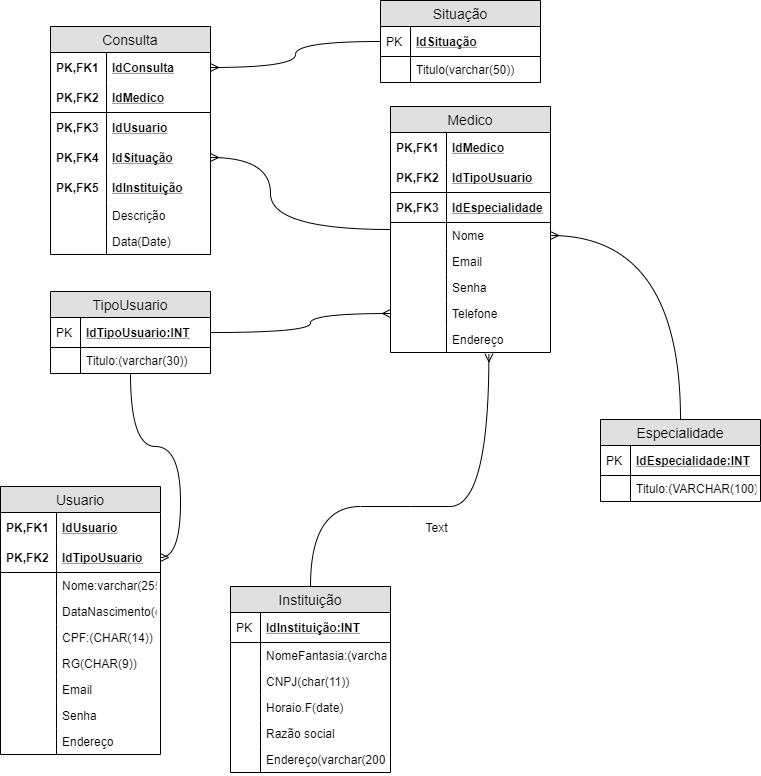 Situação
PK IdSituação
Titulo(varchar(50))
Consulta
PK,FK1 IdConsulta
PK,FK2 IdMedico
PK,FK3 IdUsuario
PK,FK4 IdSituação
PK,FK5 IdInstituição
Descrição
Data(Date)
Medico
PK,FK1 IdMedico
PK,FK2 IdTipoUsuario
PK,FK3 IdEspecialidade
Nome
Email
Senha
Telefone
Endereço
TipoUsuario
PK IdTipoUsuario:INT
Titulo:(varchar(30))
Especialidade
PK IdEspecialidade:INT
Titulo:(VARCHAR(100)
Usuario
PK,FK1 IdUsuario
PK,FK2 IdTipoUsuario
Nome:varchar(255
DataNascimento(
CPF:(CHAR(14))
RG(CHAR(9))
Email
Senha
Endereço
Text
Instituição
PK IdInstituição:INT
NomeFantasia:(varcha
CNPJ(char(11))
Horaio.F(date)
Razão social
Endereço(varchar(200